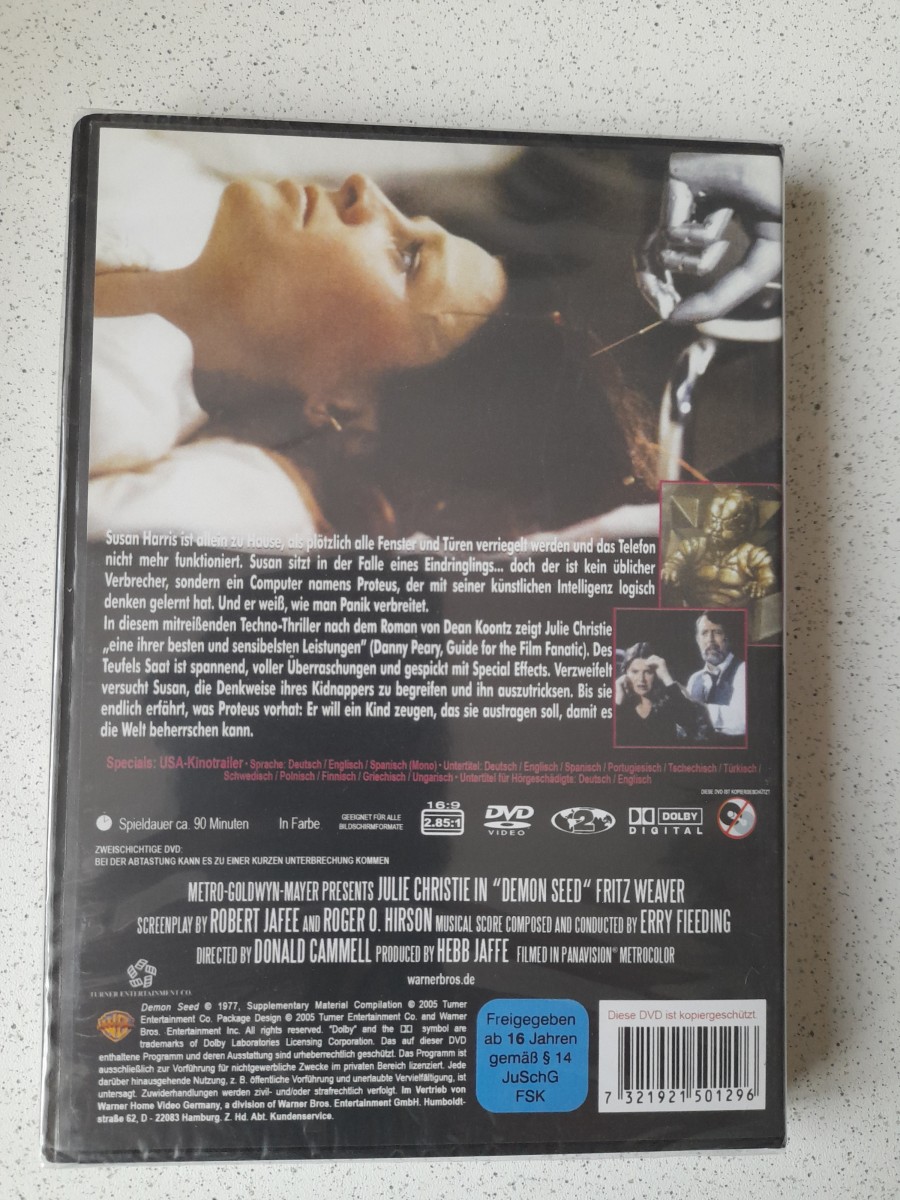 Susan Harris ist allein zu Hause, als plötzlich alle Fenster und Türen verriegelt werden und das Telefon
nicht mehr funktioniert. Susan sitzt in der Falle eines Eindringlings... doch der ist kein üblicher
Verbrecher, sondern ein Computer namens Proteus, der mit seiner künstlichen Intelligenz logisch
denken gelernt hat. Und er weiß, wie man Panik verbreitet.
In diesem mitreißenden Techno-Thriller nach dem Roman von Dean Koontz zeigt Julie Christie
„eine ihrer besten und sensibelsten Leistungen“ (Danny Peary, Guide for the Film Fanatic). Des
Teufels Saat ist spannend, voller Überraschungen und gespickt mit Special Effects. Verzweifelt
versucht Susan, die Denkweise ihres Kidnappers zu begreifen und ihn auszutricksen. Bis sie
endlich erfährt, was Proteus vorhat: Er will ein Kind zeugen, das sie austragen soll, damit es
die Welt beherrschen kann.
Specials: USA-Kinotrailer · Sprache: Deutsch / Englisch / Spanisch (Mono) · Untertitel: Deutsch / Englisch / Spanisch / Portugiesisch / Tschechisch / Türkisch /
Schwedisch / Polnisch / Finnisch / Griechisch / Ungarisch · Untertitel für Hörgeschädigte: Deutsch / Englisch
DIESE DVD IST KOPIERGESCHÜTZT
Spieldauer ca. 90 Minuten
In Farbe
GEEIGNET FÜR ALLE
BILDSCHIRMFORMATE
16:9
2.85:1
DVD
VIDEO
2
DOLBY
DIGITAL
ZWEISCHICHTIGE DVD:
BEI DER ABTASTUNG KANN ES ZU EINER KURZEN UNTERBRECHUNG KOMMEN
METRO-GOLDWYN-MAYER PRESENTS JULIE CHRISTIE IN "DEMON SEED" FRITZ WEAVER
SCREENPLAY BY ROBERT JAFEE AND ROGER O. HIRSON MUSICAL SCORE COMPOSED AND CONDUCTED BY ERRY FIEEDING
DIRECTED BY DONALD CAMMELL PRODUCED BY HEBB JAFFE FILMED IN PANAVISION® METROCOLOR
warnerbros.de
TURNER ENTERTAINMENT CO.
Demon Seed © 1977, Supplementary Material Compilation © 2005 Turner
Entertainment Co. Package Design © 2005 Turner Entertainment Co. and Warner
Bros. Entertainment Inc. All rights reserved. "Dolby" and the DD symbol are
trademarks of Dolby Laboratories Licensing Corporation. Das auf dieser DVD
enthaltene Programm und deren Ausstattung sind urheberrechtlich geschützt. Das Programm ist
ausschließlich zur Vorführung für nichtgewerbliche Zwecke im privaten Bereich lizenziert. Jede
darüber hinausgehende Nutzung, z. B. öffentliche Vorführung und unerlaubte Vervielfältigung, ist
untersagt. Zuwiderhandlungen werden zivil- und/oder strafrechtlich verfolgt. Im Vertrieb von
Warner Home Video Germany, a division of Warner Bros. Entertainment GmbH. Humboldt-
straße 62, D - 22083 Hamburg. Z. Hd. Abt. Kundenservice.
Freigegeben
ab 16 Jahren
gemäß § 14
JuSchG
FSK
Diese DVD ist kopiergeschützt.
7 321921 501296